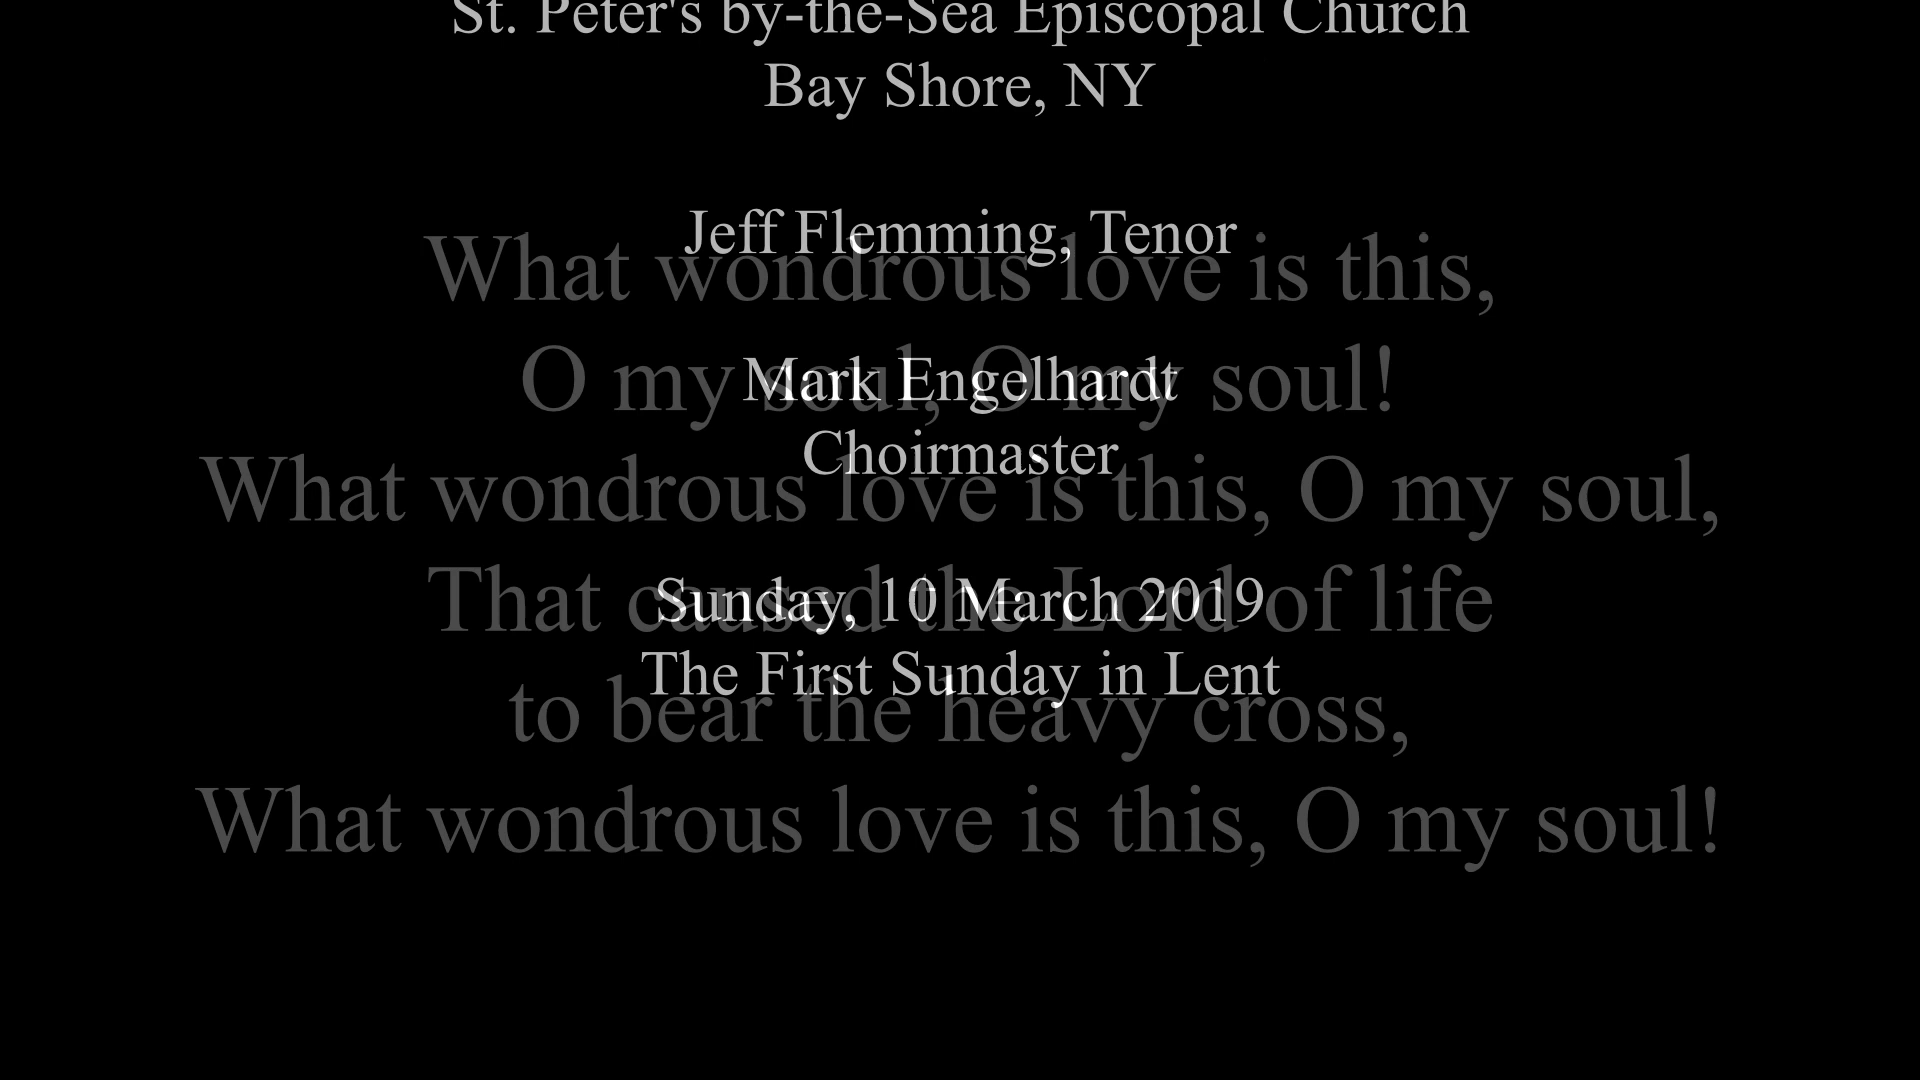 St. Peter's by-the-Sea Episcopal Church
Bay Shore, NY
Jeff Flemming, Tenor
Mark Engelhardt
Choirmaster
Sunday, 10 March 2019
The First Sunday in Lent
What wondrous love is this,
O my soul, O my soul!
What wondrous love is this, O my soul,
That caused the Lord of life
to bear the heavy cross,
What wondrous love is this, O my soul!